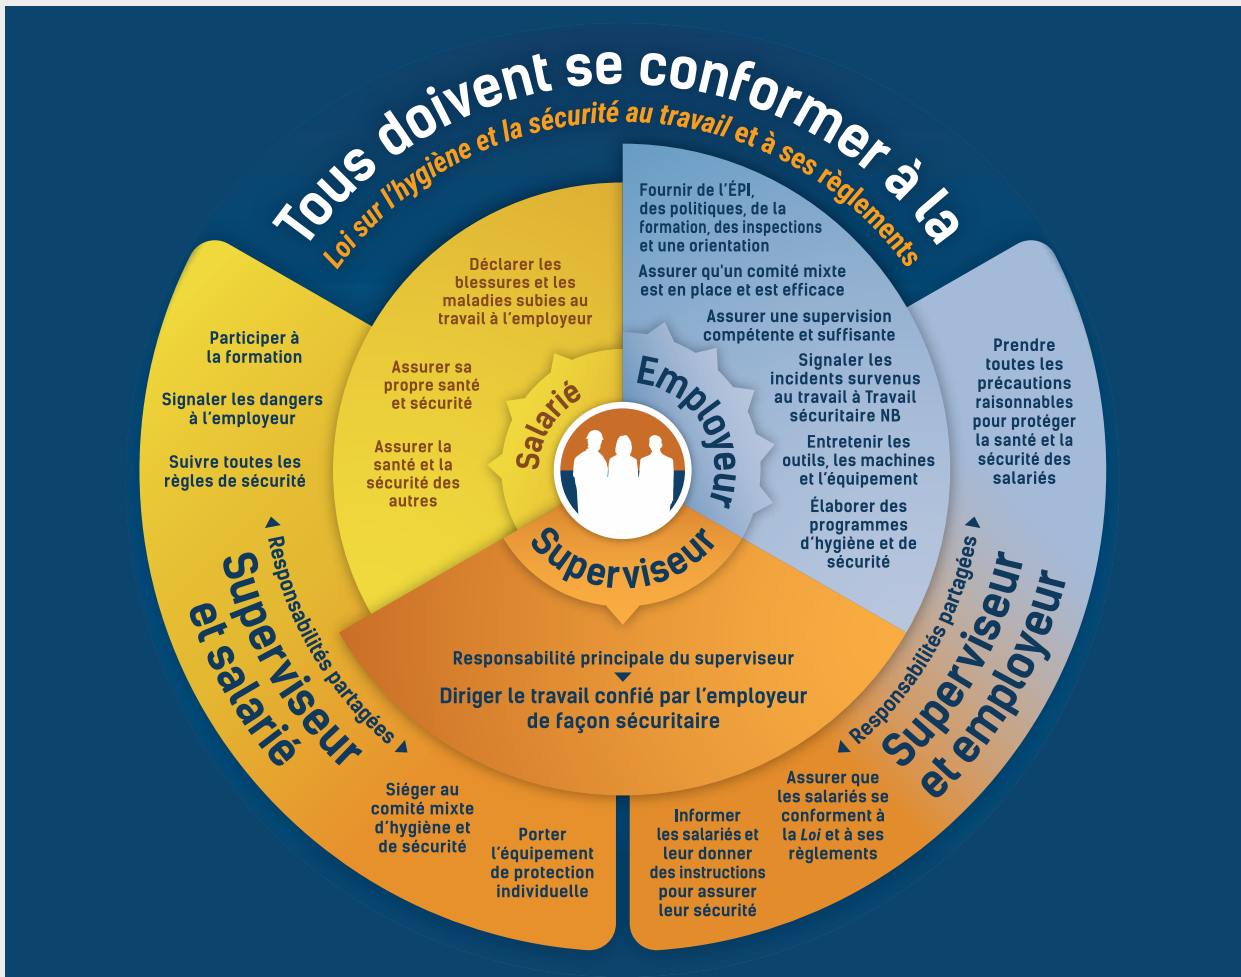 Tous doivent se conformer à la
Loi sur l'hygiène et la sécurité au travail et à ses règlements
Déclarer les
blessures et les
maladies subies au
travail à l'employeur
Assurer sa
propre santé
et sécurité
Assurer la
santé et la
sécurité des
autres
Salarié
Fournir de l'ÉPI,
des politiques, de la
formation, des inspections
et une orientation
Assurer qu'un comité mixte
est en place et est efficace
Assurer une supervision
compétente et suffisante
Signaler les
incidents survenus
au travail à Travail
sécuritaire NB
Entretenir les
outils, les machines
et l'équipement
Élaborer des
programmes
d'hygiène et de
sécurité
Employeur
Superviseur
Responsabilité principale du superviseur
Diriger le travail confié par l'employeur
de façon sécuritaire
Participer à
la formation
Signaler les dangers
à l'employeur
Suivre toutes les
règles de sécurité
Responsabilités partagées
Superviseur
et salarié
Siéger au
comité mixte
d'hygiène et
de sécurité
Porter
l'équipement
de protection
individuelle
Prendre
toutes les
précautions
raisonnables
pour protéger
la santé et la
sécurité des
salariés
Responsabilités partagées
Superviseur
et employeur
Assurer que
les salariés se
conforment à
la Loi et à ses
règlements
Informer
les salariés et
leur donner
des instructions
pour assurer
leur sécurité